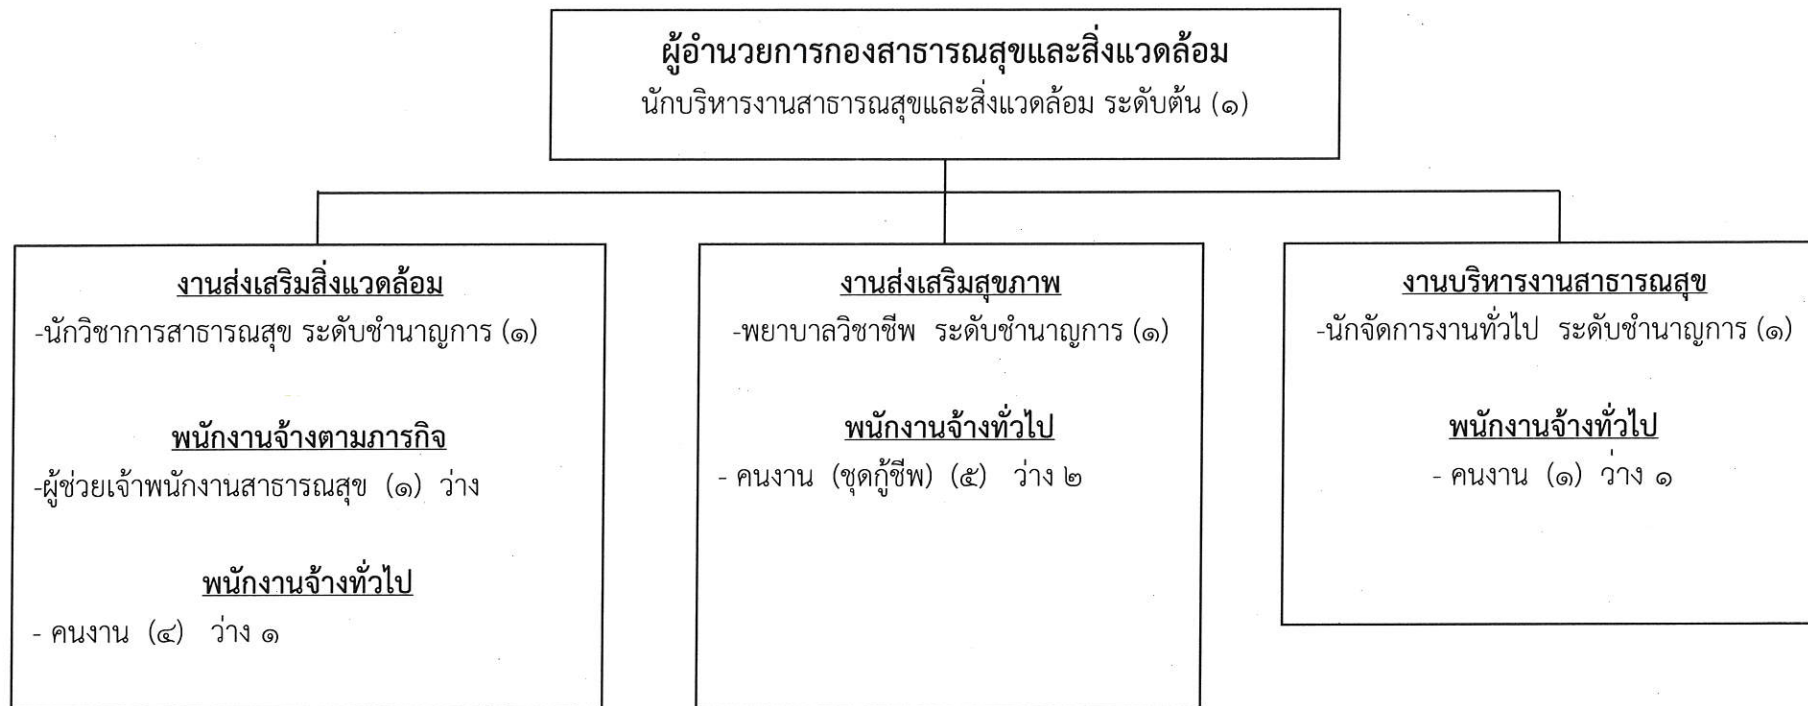 ผู้อำนวยการกองสาธารณสุขและสิ่งแวดล้อม
นักบริหารงานสาธารณสุขและสิ่งแวดล้อม ระดับต้น (๑)
งานส่งเสริมสิ่งแวดล้อม
-นักวิชาการสาธารณสุข ระดับชำนาญการ (๑)
พนักงานจ้างตามภารกิจ
-ผู้ช่วยเจ้าพนักงานสาธารณสุข (๑) ว่าง
พนักงานจ้างทั่วไป
- คนงาน (๔) ว่าง ๑
งานส่งเสริมสุขภาพ
-พยาบาลวิชาชีพ ระดับชำนาญการ (๑)
พนักงานจ้างทั่วไป
- คนงาน (ชุดกู้ชีพ) (๕) ว่าง ๒
งานบริหารงานสาธารณสุข
-นักจัดการงานทั่วไป ระดับชำนาญการ (๑)
พนักงานจ้างทั่วไป
- คนงาน (๑) ว่าง ๑